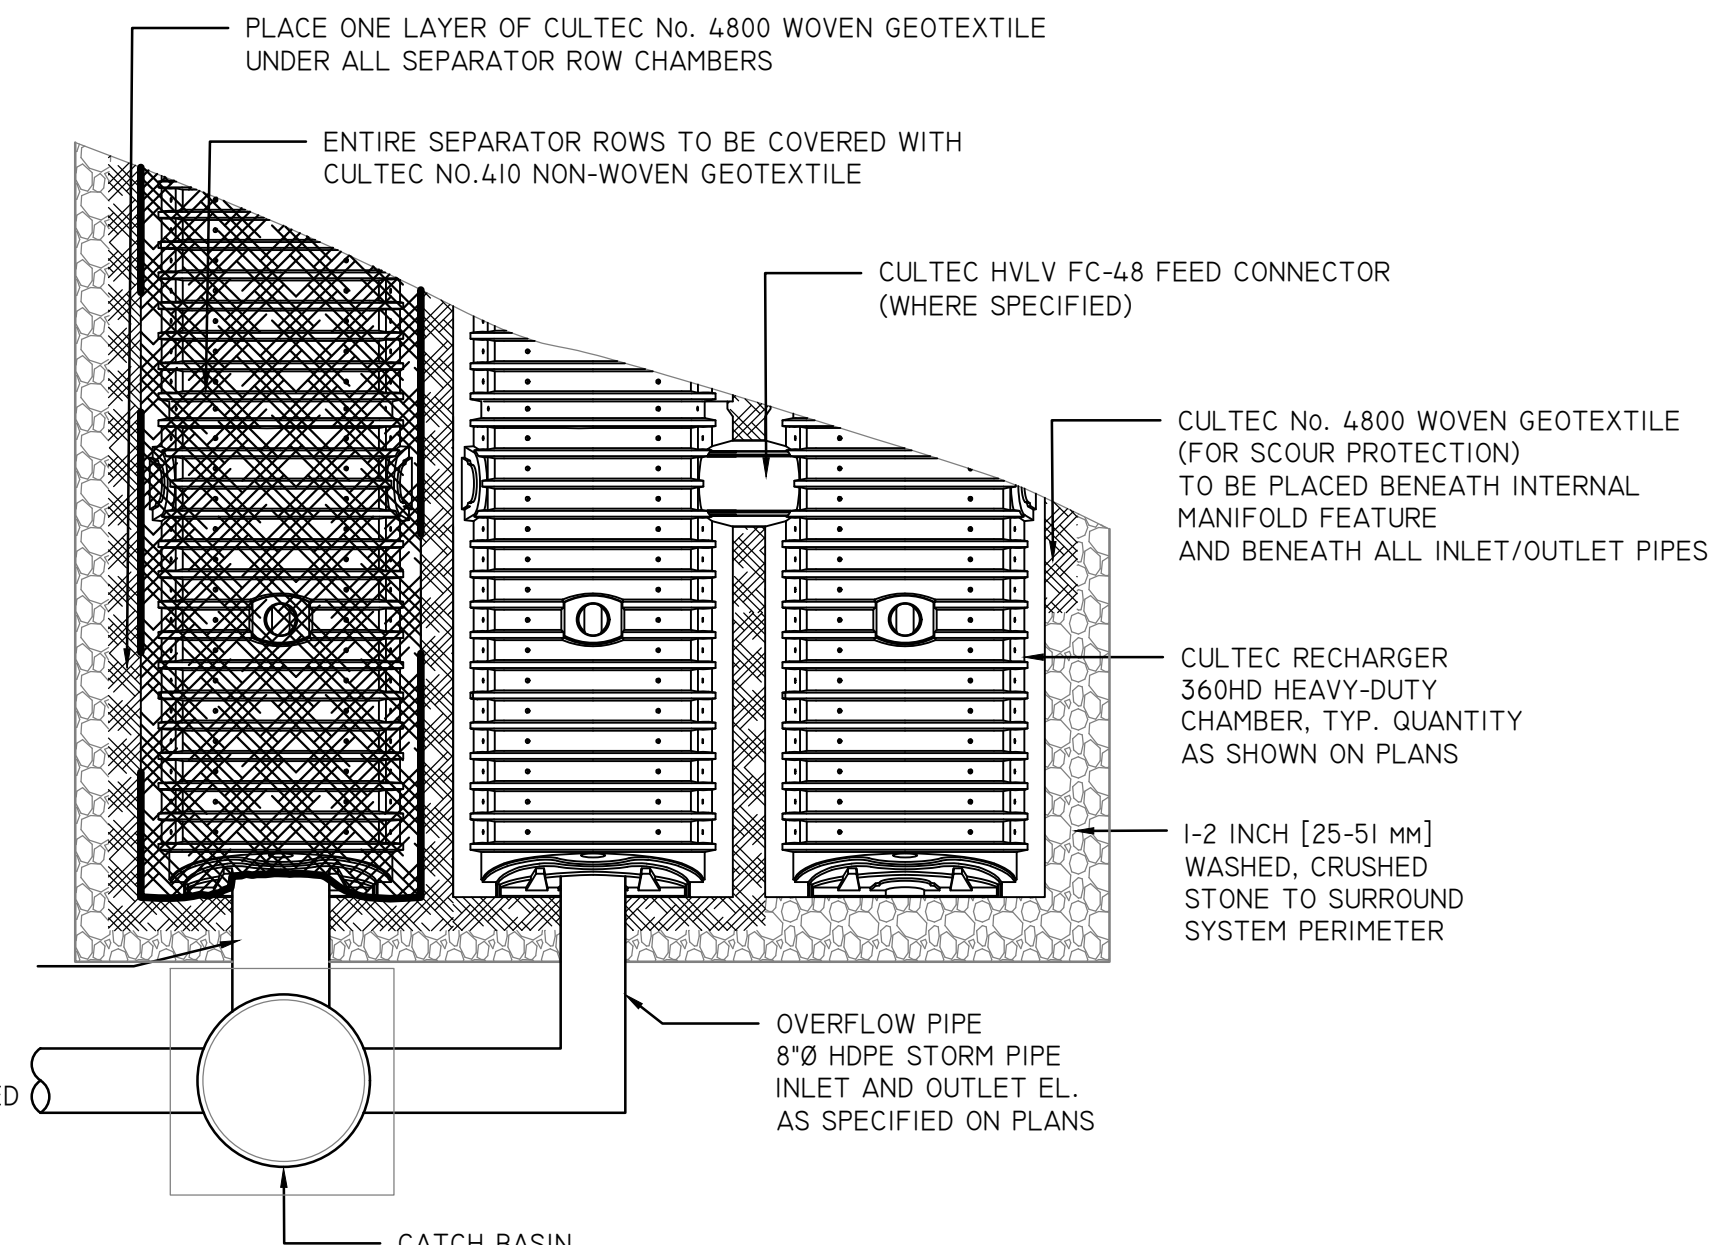 PLACE ONE LAYER OF CULTEC No. 4800 WOVEN GEOTEXTILE
UNDER ALL SEPARATOR ROW CHAMBERS
ENTIRE SEPARATOR ROWS TO BE COVERED WITH
CULTEC NO.410 NON-WOVEN GEOTEXTILE
CULTEC HVLV FC-48 FEED CONNECTOR
(WHERE SPECIFIED)
CULTEC No. 4800 WOVEN GEOTEXTILE
(FOR SCOUR PROTECTION)
TO BE PLACED BENEATH INTERNAL
MANIFOLD FEATURE
AND BENEATH ALL INLET/OUTLET PIPES
CULTEC RECHARGER
360HD HEAVY-DUTY
CHAMBER, TYP. QUANTITY
AS SHOWN ON PLANS
1-2 INCH [25-51 MM]
WASHED, CRUSHED
STONE TO SURROUND
SYSTEM PERIMETER
OVERFLOW PIPE
8"Ø HDPE STORM PIPE
INLET AND OUTLET EL.
AS SPECIFIED ON PLANS
CATCH BASIN